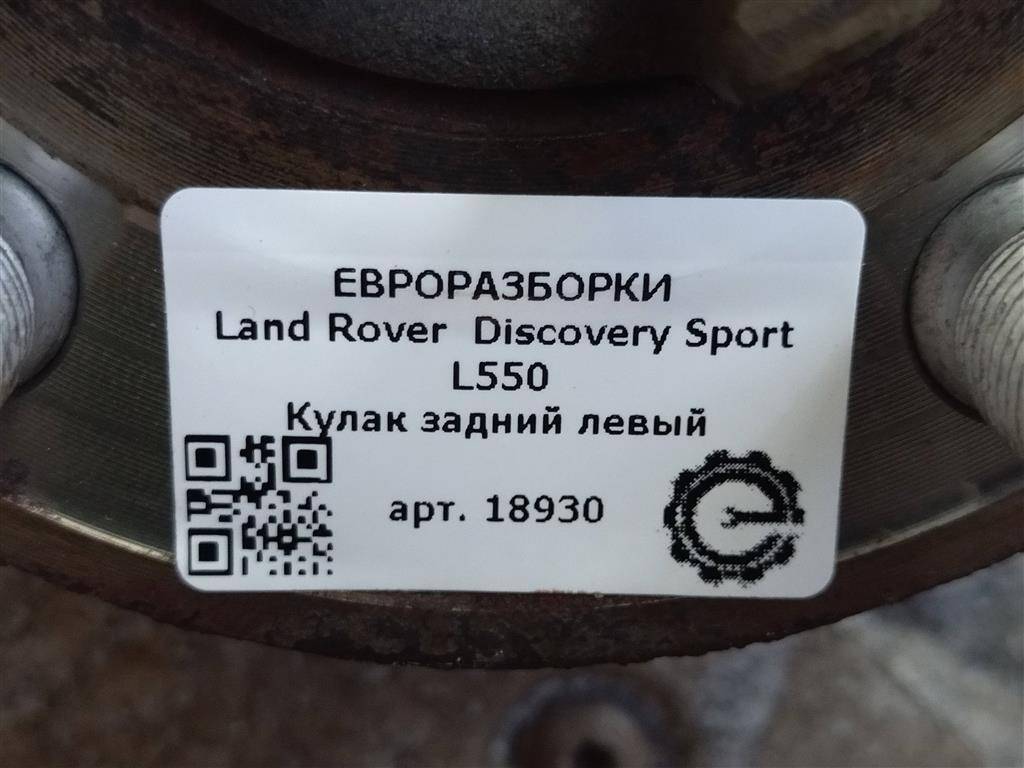 ЕВРОРАЗБОРКИ
Land Rover Discovery Sport
L550
Кулак задний левый
арт. 18930